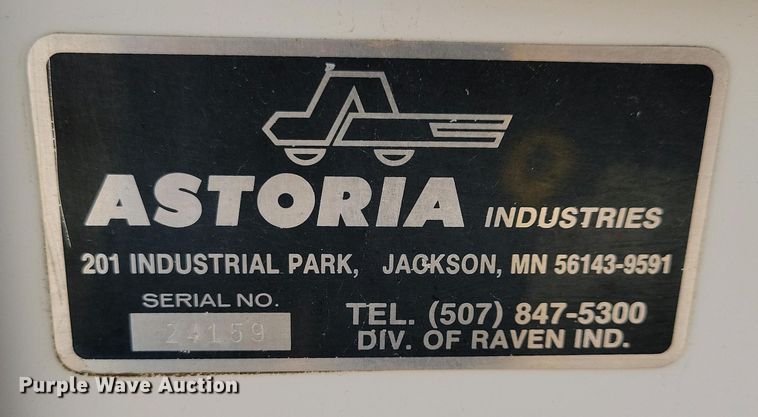 ASTORIA INDUSTRIES
201 INDUSTRIAL PARK, JACKSON, MN 56143-9591
SERIAL NO.
24159
TEL. (507) 847-5300
DIV. OF RAVEN IND.
Purple Wave Auction